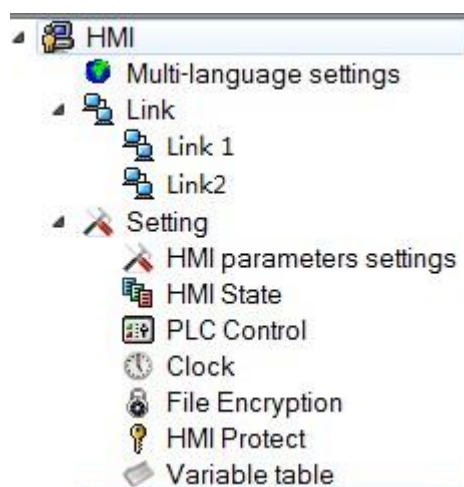 HMI
Multi-language settings
Link
Link 1
Link2
Setting
HMI parameters settings
HMI State
PLC Control
Clock
File Encryption
HMI Protect
Variable table